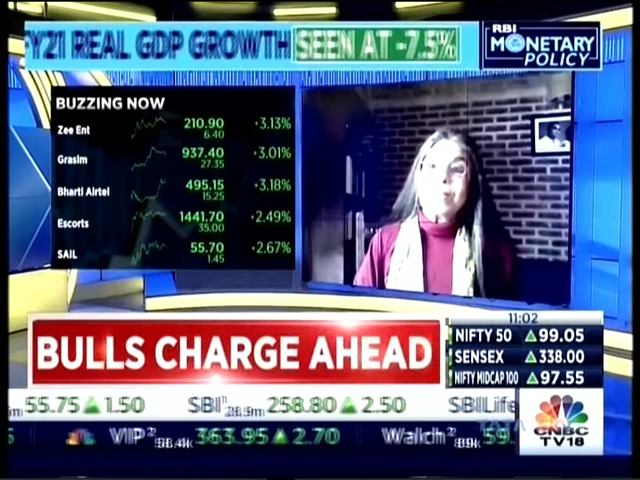 FY21 REAL GDP GROWTH SEEN AT -7.5%
RBI
MONETARY
POLICY
BUZZING NOW
Zee Ent 210.90 +3.13%
6.40
Grasim 937.40 +3.01%
27.35
Bharti Airtel 495.15 +3.18%
15.25
Escorts 1441.70 +2.49%
35.00
SAIL 55.70 +2.67%
1.45
11:02
BULLS CHARGE AHEAD
NIFTY 50 ▲99.05
SENSEX ▲338.00
NIFTY MIDCAP 100 ▲97.55
55.75 ▲ 1.50 SBI 258.80 ▲ 2.50 SBILife
VIP 363.95 ▲ 2.70 Walch 59.
CNBC
TV18